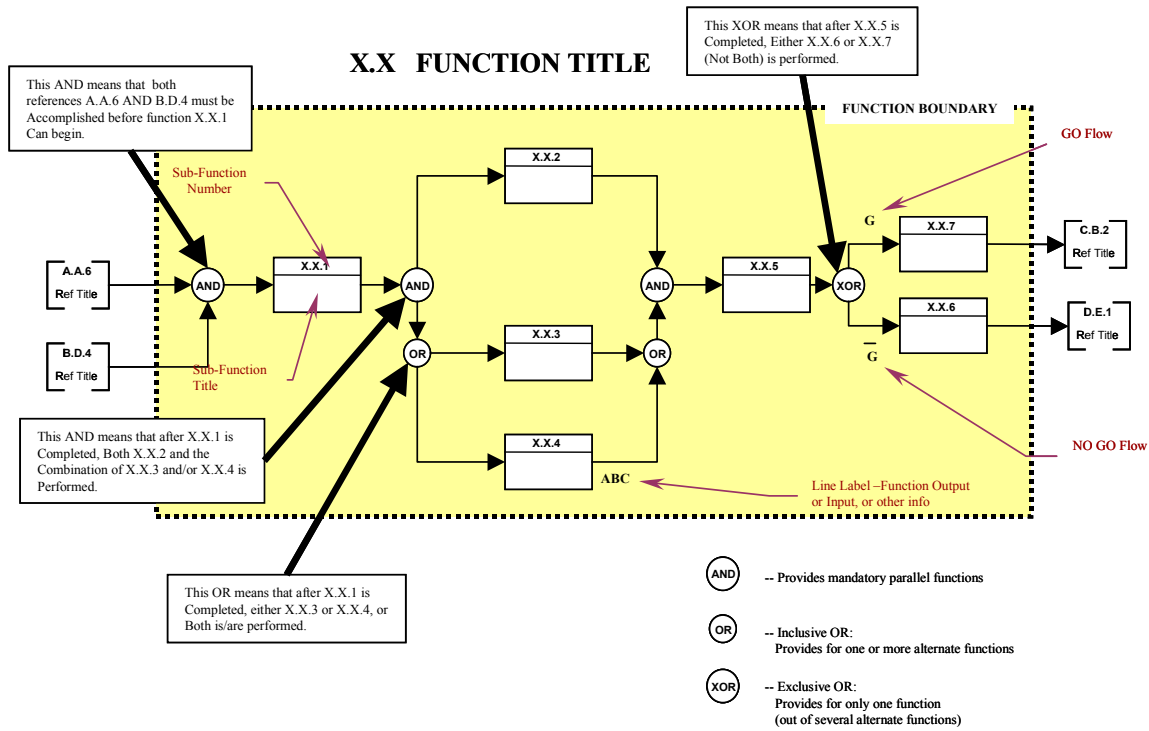 This XOR means that after X.X.5 is
Completed, Either X.X.6 or X.X.7
(Not Both) is performed.
X.X FUNCTION TITLE
This AND means that both
references A.A.6 AND B.D.4 must be
Accomplished before function X.X.1
Can begin.
FUNCTION BOUNDARY
GO Flow
Sub-Function
Number
X.X.2
G
X.X.7
C.B.2
Ref Title
A.A.6
Ref Title
AND
X.X.1
AND
AND
X.X.5
XOR
X.X.6
D.E.1
Ref Title
B.D.4
Ref Title
Sub-Function
Title
OR
X.X.3
OR
G̅
This AND means that after X.X.1 is
Completed, Both X.X.2 and the
Combination of X.X.3 and/or X.X.4 is
Performed.
X.X.4
ABC
NO GO Flow
Line Label –Function Output
or Input, or other info
This OR means that after X.X.1 is
Completed, either X.X.3 or X.X.4, or
Both is/are performed.
AND -- Provides mandatory parallel functions
OR -- Inclusive OR:
Provides for one or more alternate functions
XOR -- Exclusive OR:
Provides for only one function
(out of several alternate functions)